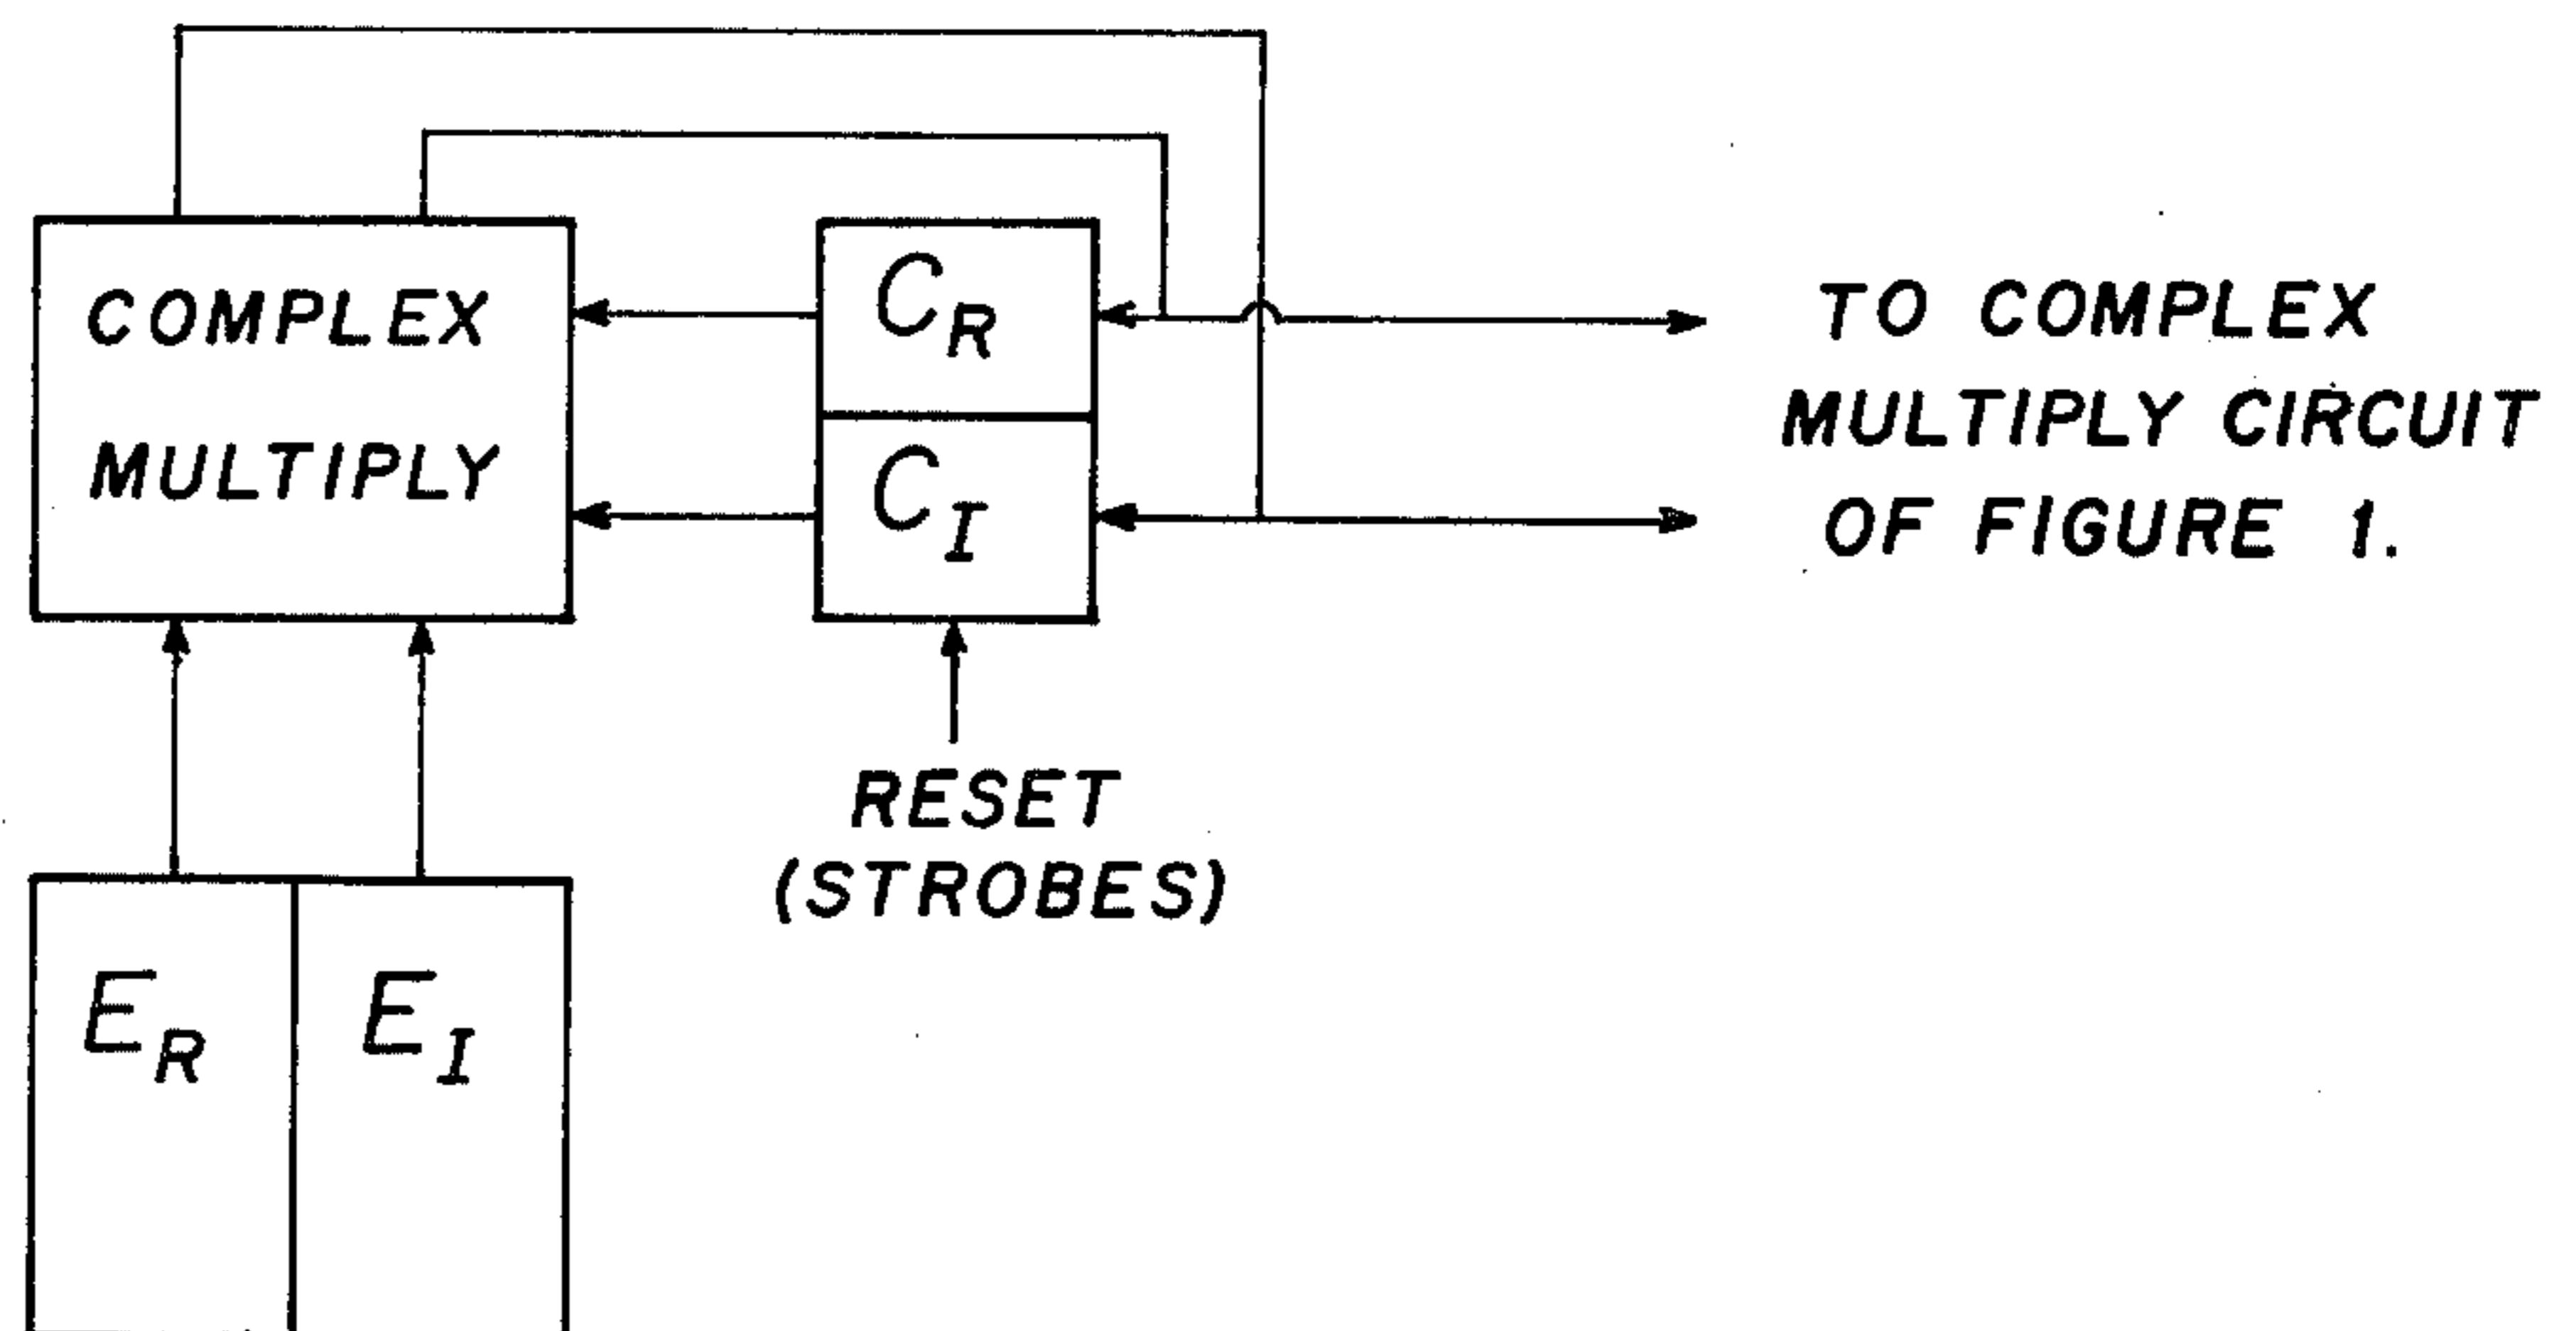 COMPLEX
MULTIPLY
C_R
C_I
TO COMPLEX
MULTIPLY CIRCUIT
OF FIGURE 1.
RESET
(STROBES)
E_R
E_I